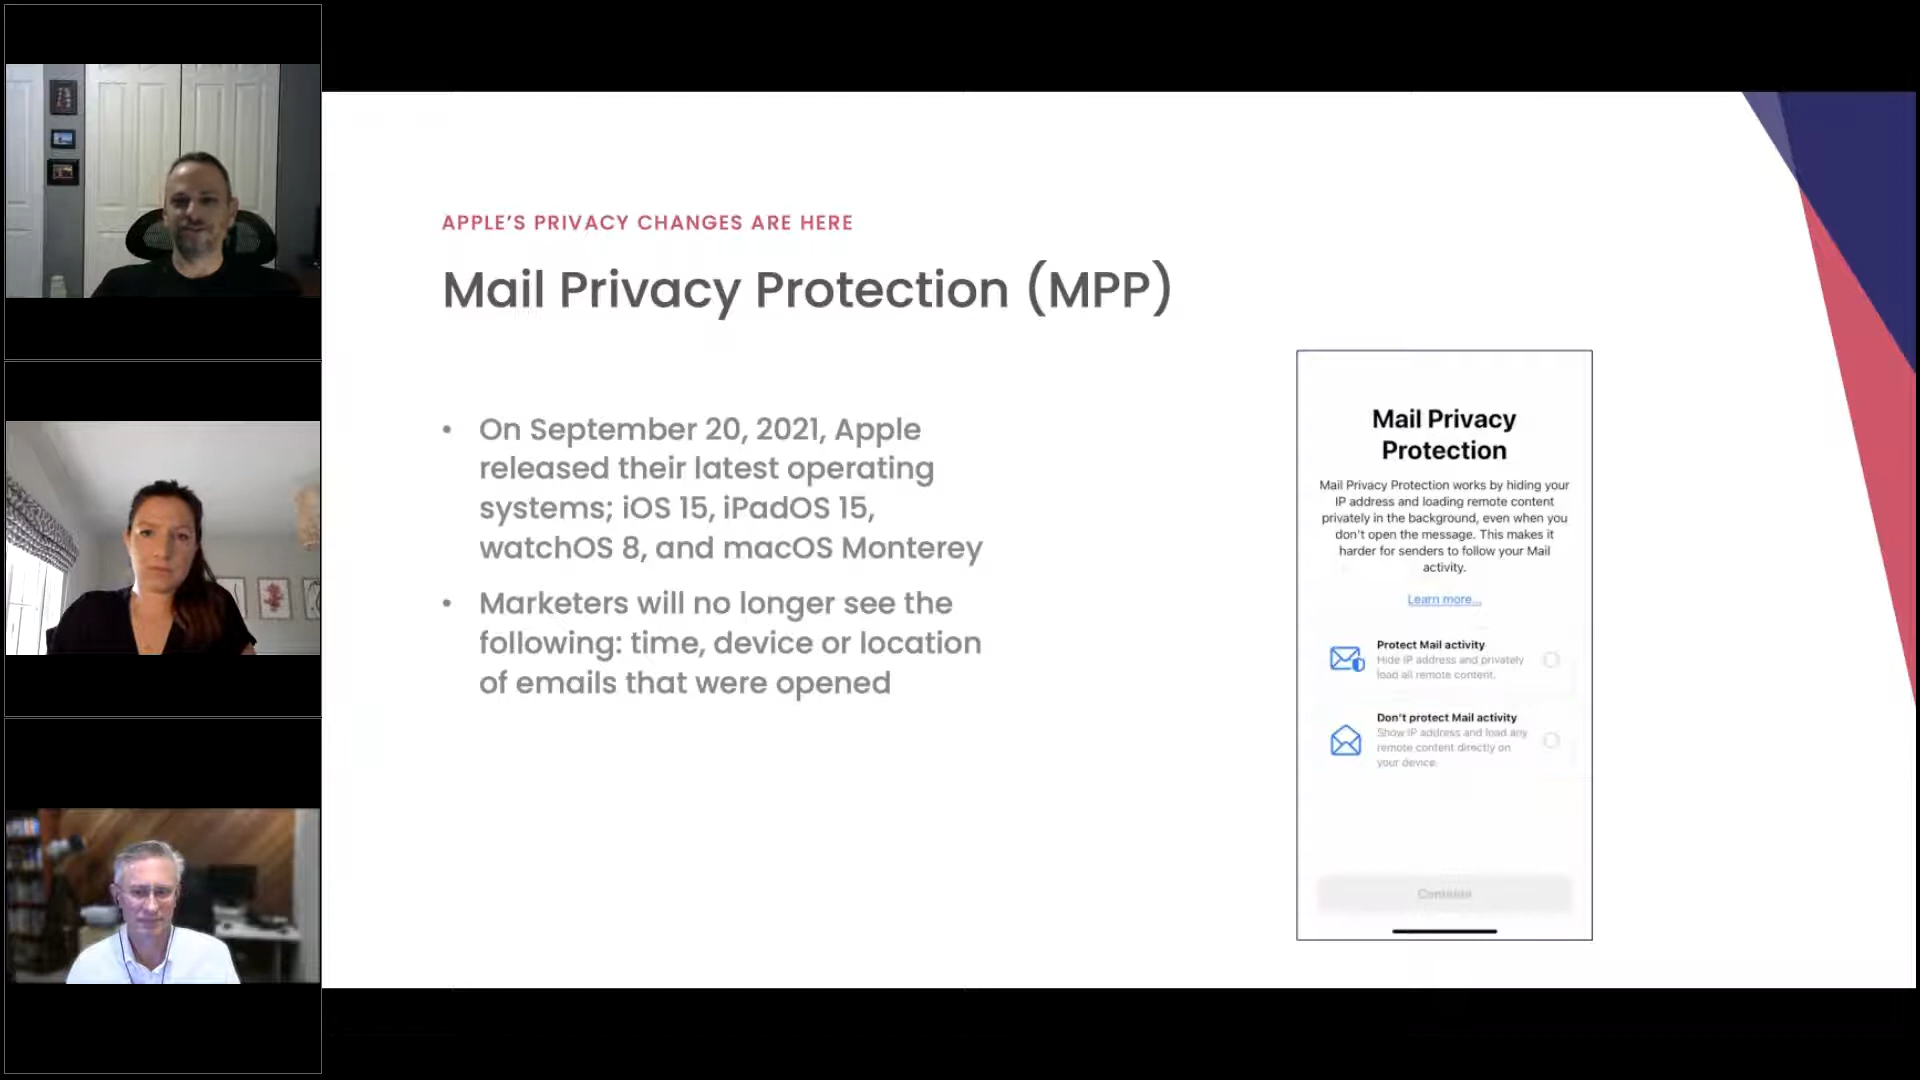 APPLE’S PRIVACY CHANGES ARE HERE
Mail Privacy Protection (MPP)
• On September 20, 2021, Apple
released their latest operating
systems; iOS 15, iPadOS 15,
watchOS 8, and macOS Monterey
• Marketers will no longer see the
following: time, device or location
of emails that were opened
Mail Privacy
Protection
Mail Privacy Protection works by hiding your
IP address and loading remote content
privately in the background, even when you
don't open the message. This makes it
harder for senders to follow your Mail
activity.
Learn more...
Protect Mail activity
Hide IP address and privately
load all remote content.
Don't protect Mail activity
Show IP address and load any
remote content directly on
your device.
Continue